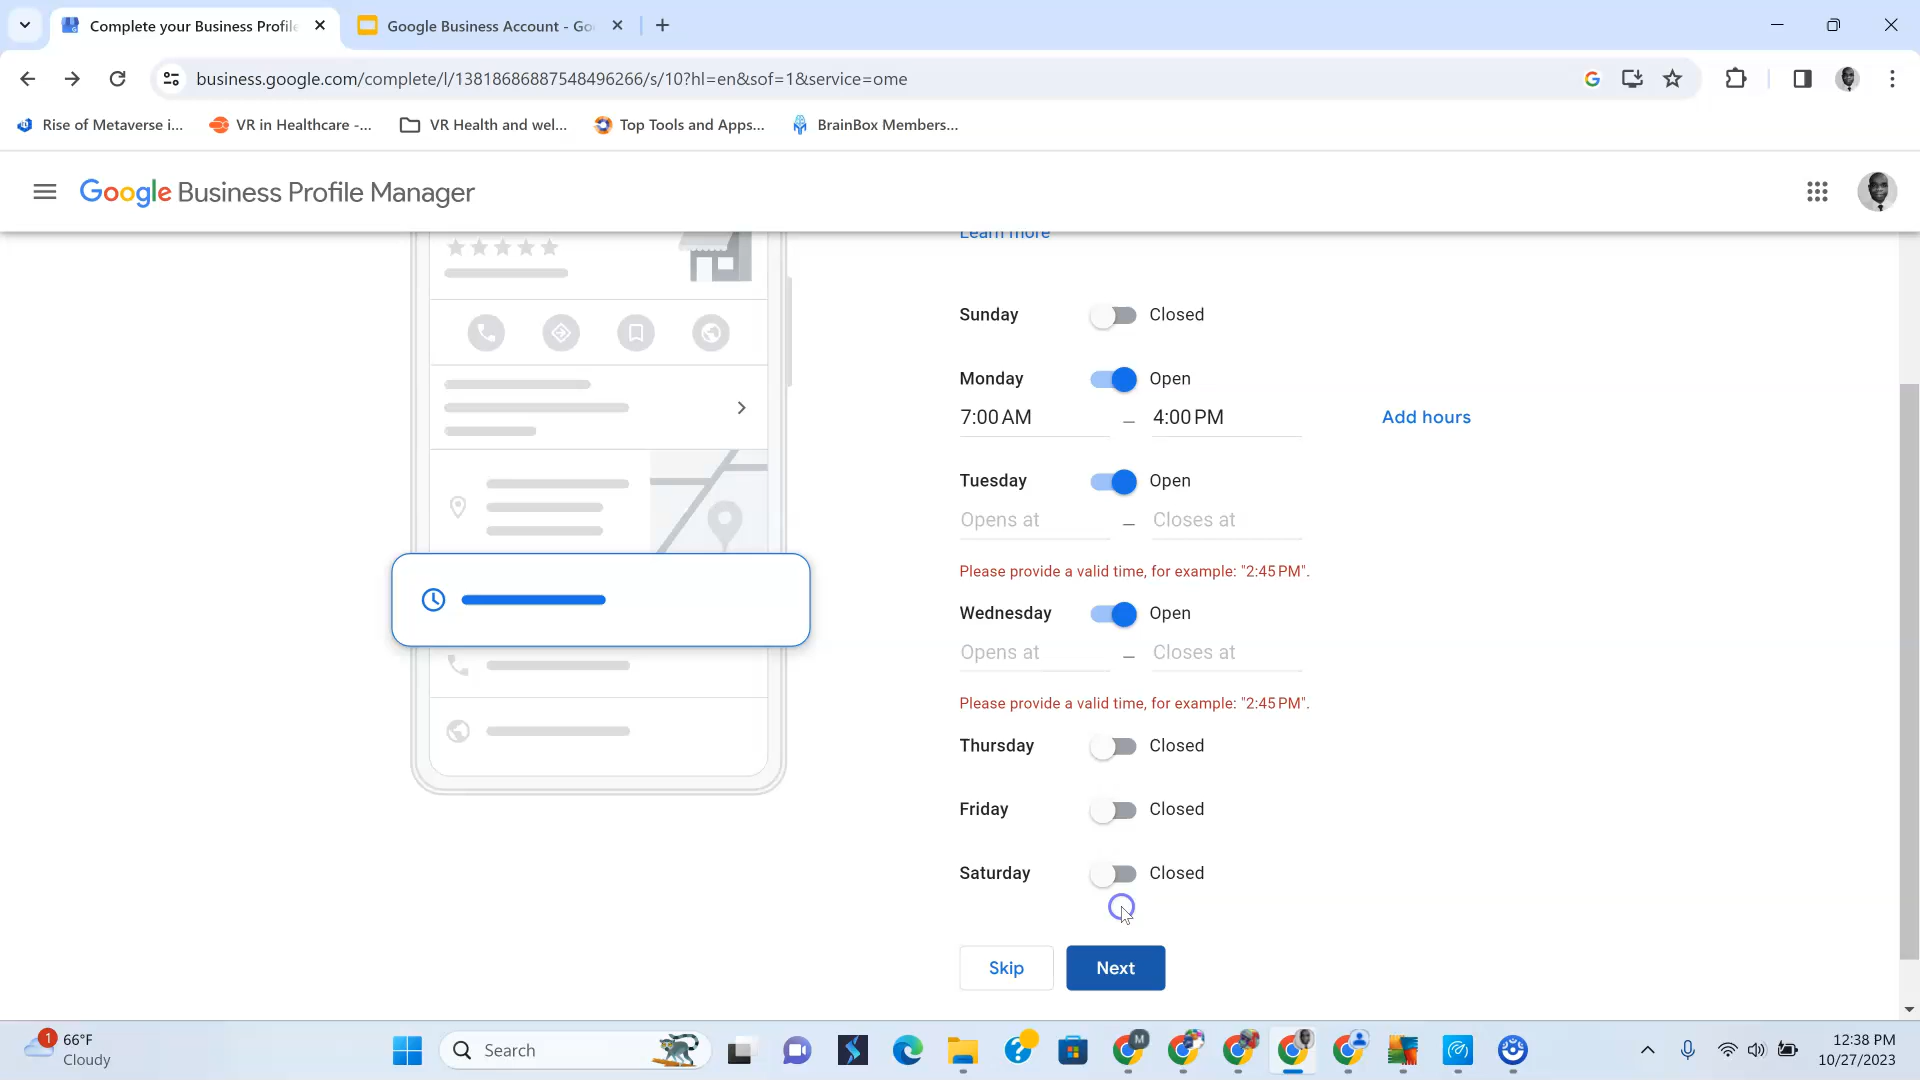 Complete your Business Profile
Google Business Account - Go
business.google.com/complete/l/13818686887548496266/s/10?hl=en&sof=1&service=ome
Rise of Metaverse i...
VR in Healthcare -...
VR Health and wel...
Top Tools and Apps...
BrainBox Members...
Google Business Profile Manager
Learn more
Sunday Closed
Monday Open
7:00 AM – 4:00 PM Add hours
Tuesday Open
Opens at – Closes at
Please provide a valid time, for example: "2:45 PM".
Wednesday Open
Opens at – Closes at
Please provide a valid time, for example: "2:45 PM".
Thursday Closed
Friday Closed
Saturday Closed
Skip Next
1
66°F
Cloudy
Search
M
12:38 PM
10/27/2023